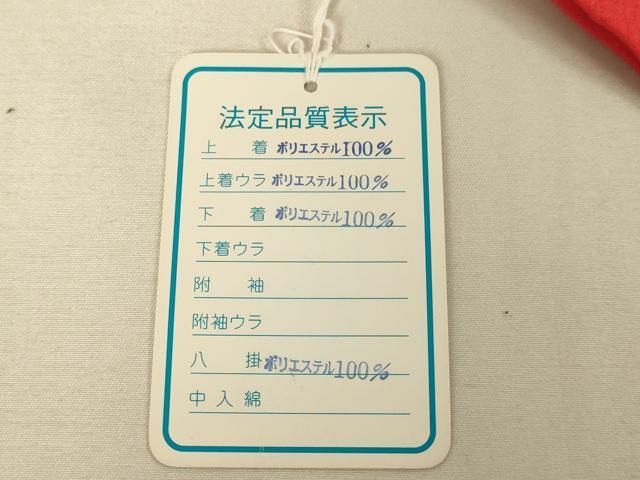 法定品質表示
上着 ポリエステル100%
上着ウラ ポリエステル100%
下着 ポリエステル100%
下着ウラ
附袖
附袖ウラ
八掛 ポリエステル100%
中入綿